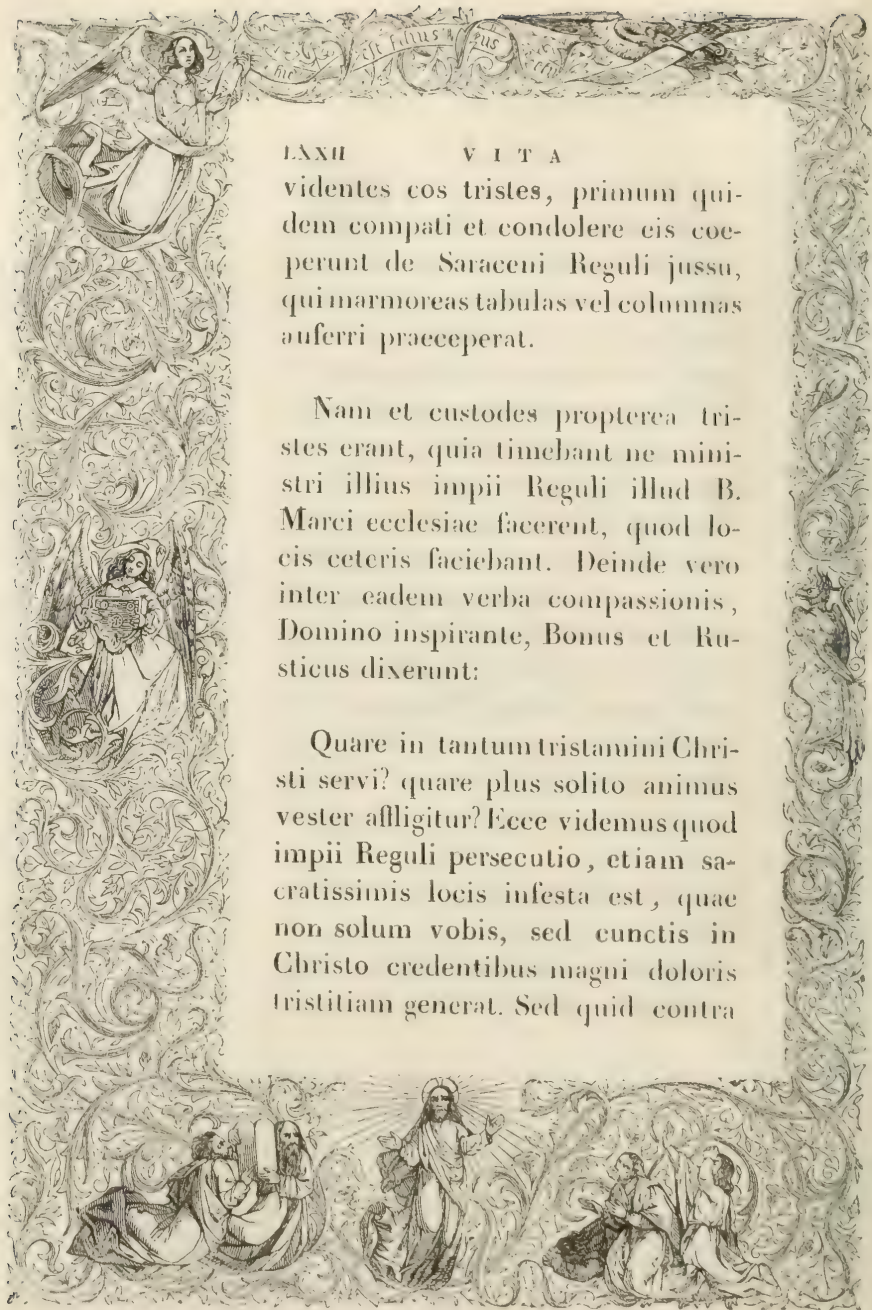 hic est filius meus
LXXII VITA
videntes eos tristes, primum qui-
dem compati et condolere eis coe-
perunt de Saraceni Reguli jussu,
qui marmoreas tabulas vel columnas
auferri praeceperat.
Nam et custodes propterea tri-
stes erant, quia timebant ne mini-
stri illius impii Reguli illud B.
Marci ecclesiae facerent, quod lo-
cis ceteris faciebant. Deinde vero
inter eadem verba compassionis,
Domino inspirante, Bonus et Ru-
sticus dixerunt:
Quare in tantum tristamini Chri-
sti servi? quare plus solito animus
vester affligitur? Ecce videmus quod
impii Reguli persecutio, etiam sa-
cratissimis locis infesta est, quae
non solum vobis, sed cunctis in
Christo credentibus magni doloris
tristitiam generat. Sed quid contra